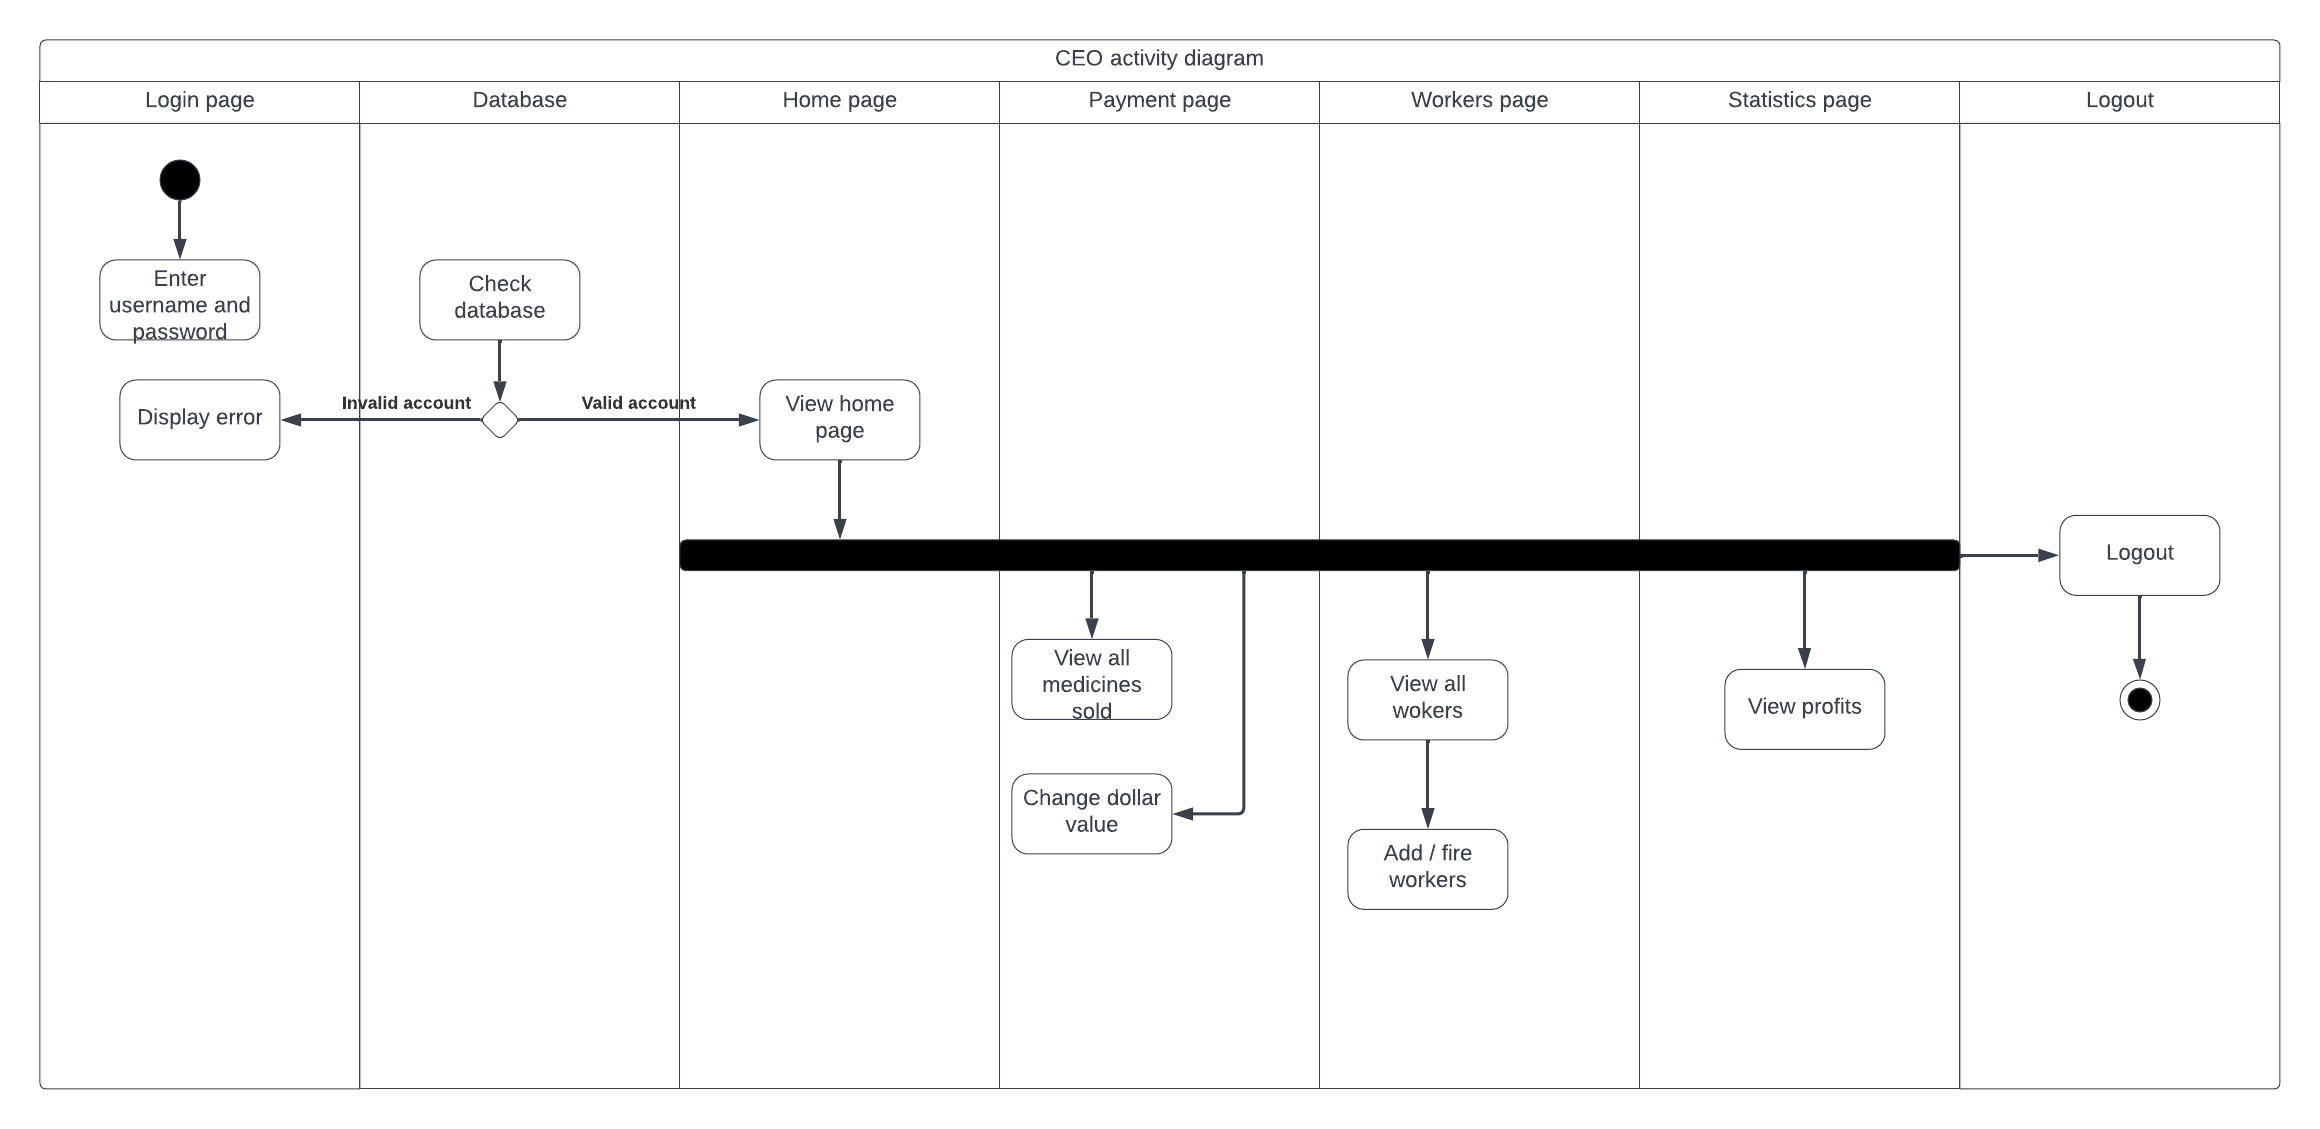 CEO activity diagram
Login page
Database
Home page
Payment page
Workers page
Statistics page
Logout
Enter
username and
password
Check
database
Display error
Invalid account
Valid account
View home
page
Logout
View all
medicines
sold
View all
wokers
View profits
Change dollar
value
Add / fire
workers